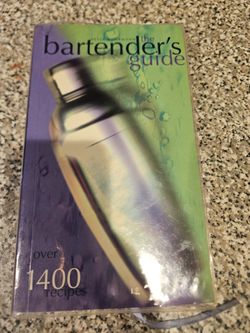 the
bartender's
guide
over
1400
recipes